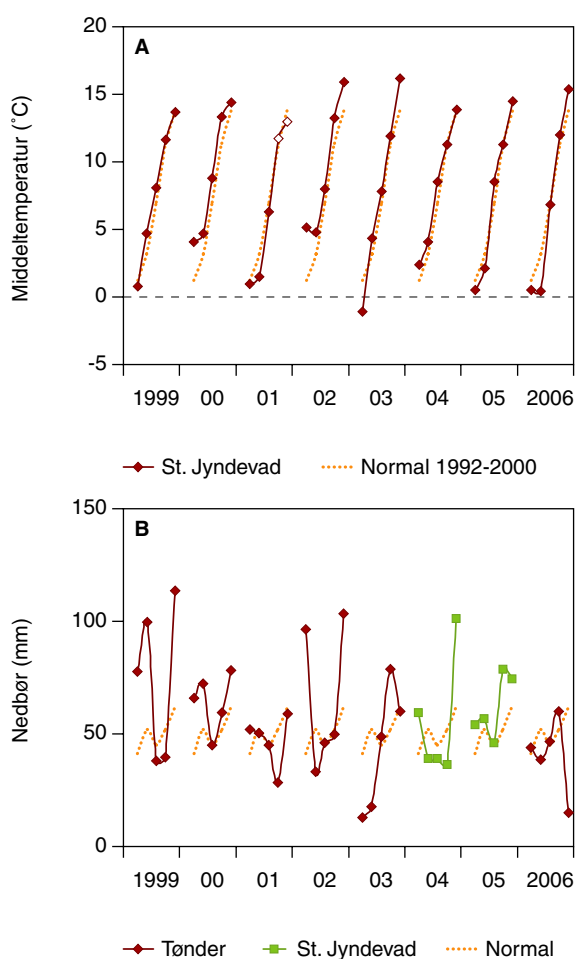 20
A
15
10
5
0
-5
Middeltemperatur (˚C)
1999 00 01 02 03 04 05 2006
St. Jyndevad Normal 1992-2000
150
B
100
50
0
Nedbør (mm)
1999 00 01 02 03 04 05 2006
Tønder St. Jyndevad Normal